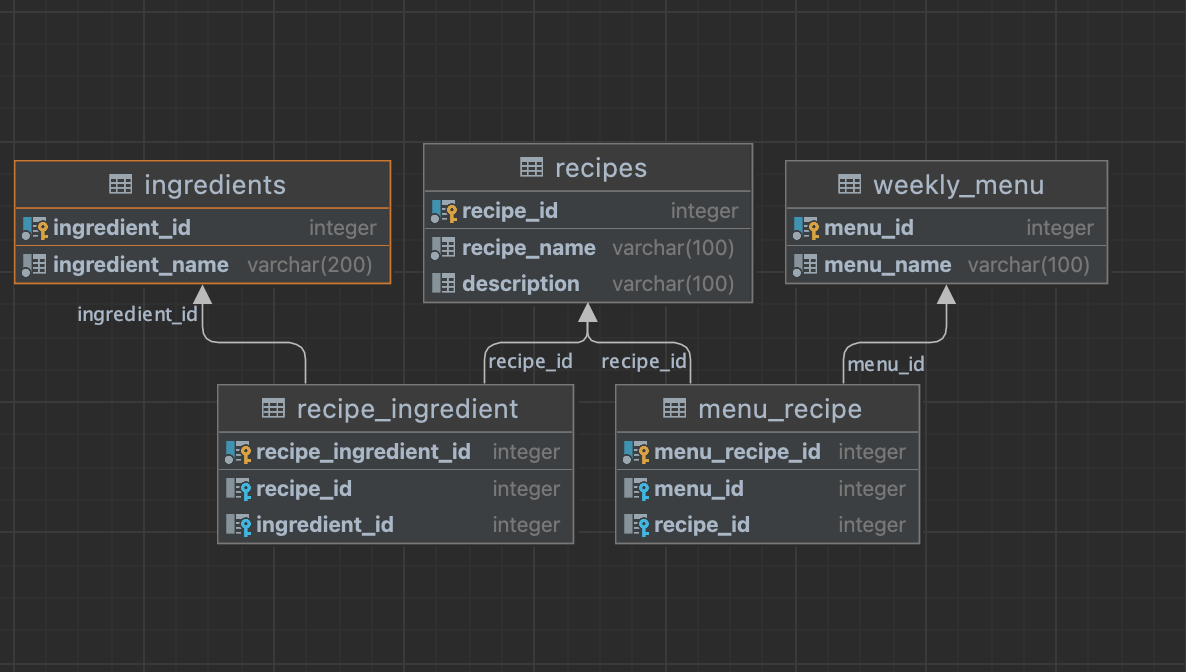 ingredients
ingredient_id integer
ingredient_name varchar(200)
recipes
recipe_id integer
recipe_name varchar(100)
description varchar(100)
weekly_menu
menu_id integer
menu_name varchar(100)
ingredient_id
recipe_id
recipe_id
menu_id
recipe_ingredient
recipe_ingredient_id integer
recipe_id integer
ingredient_id integer
menu_recipe
menu_recipe_id integer
menu_id integer
recipe_id integer